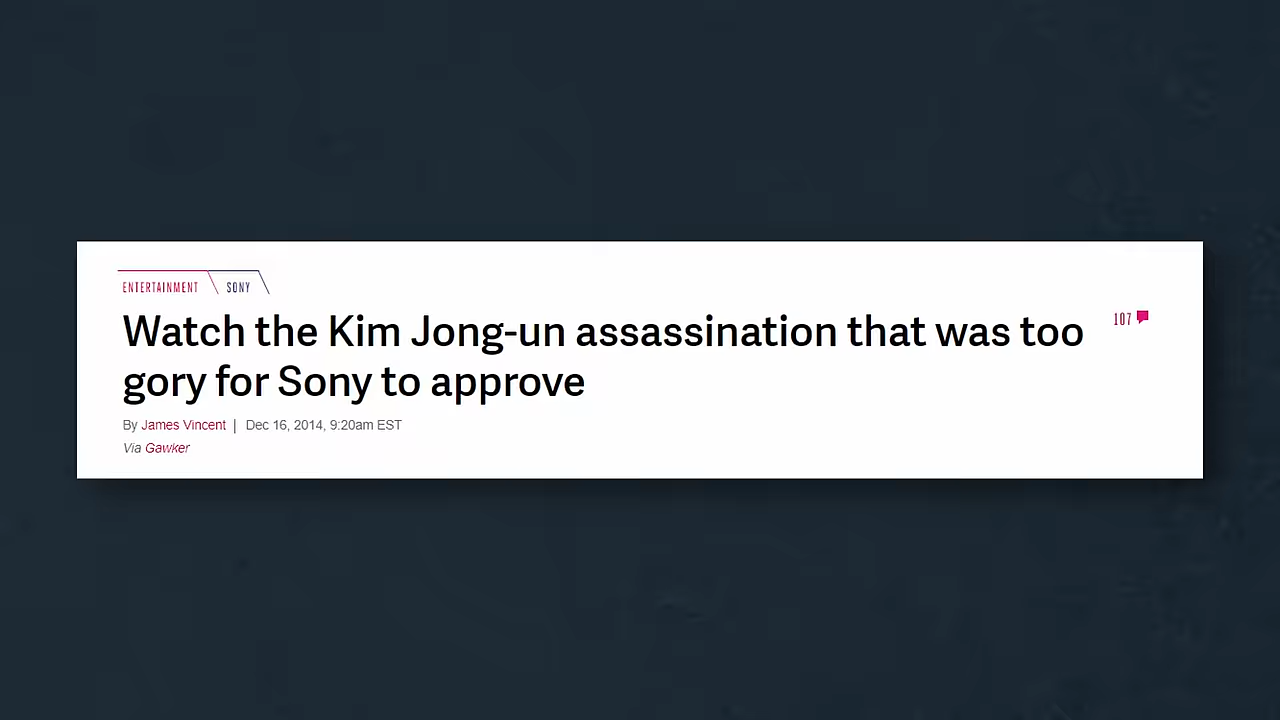 ENTERTAINMENT SONY
Watch the Kim Jong-un assassination that was too
gory for Sony to approve
107
By James Vincent | Dec 16, 2014, 9:20am EST
Via Gawker